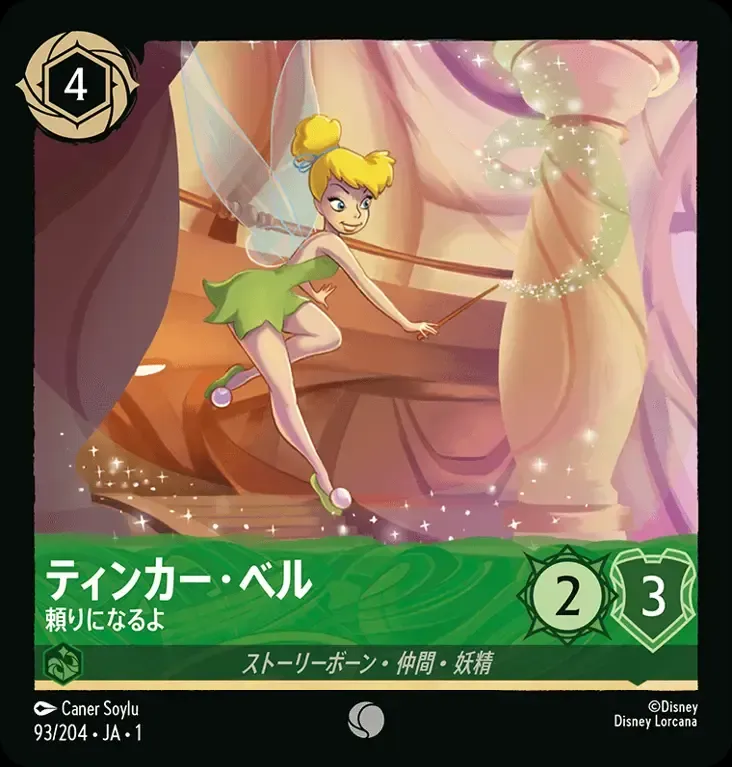 4
ティンカー・ベル
頼りになるよ
2
3
ストーリーボーン・仲間・妖精
Caner Soylu
93/204・JA・1
©Disney
Disney Lorcana